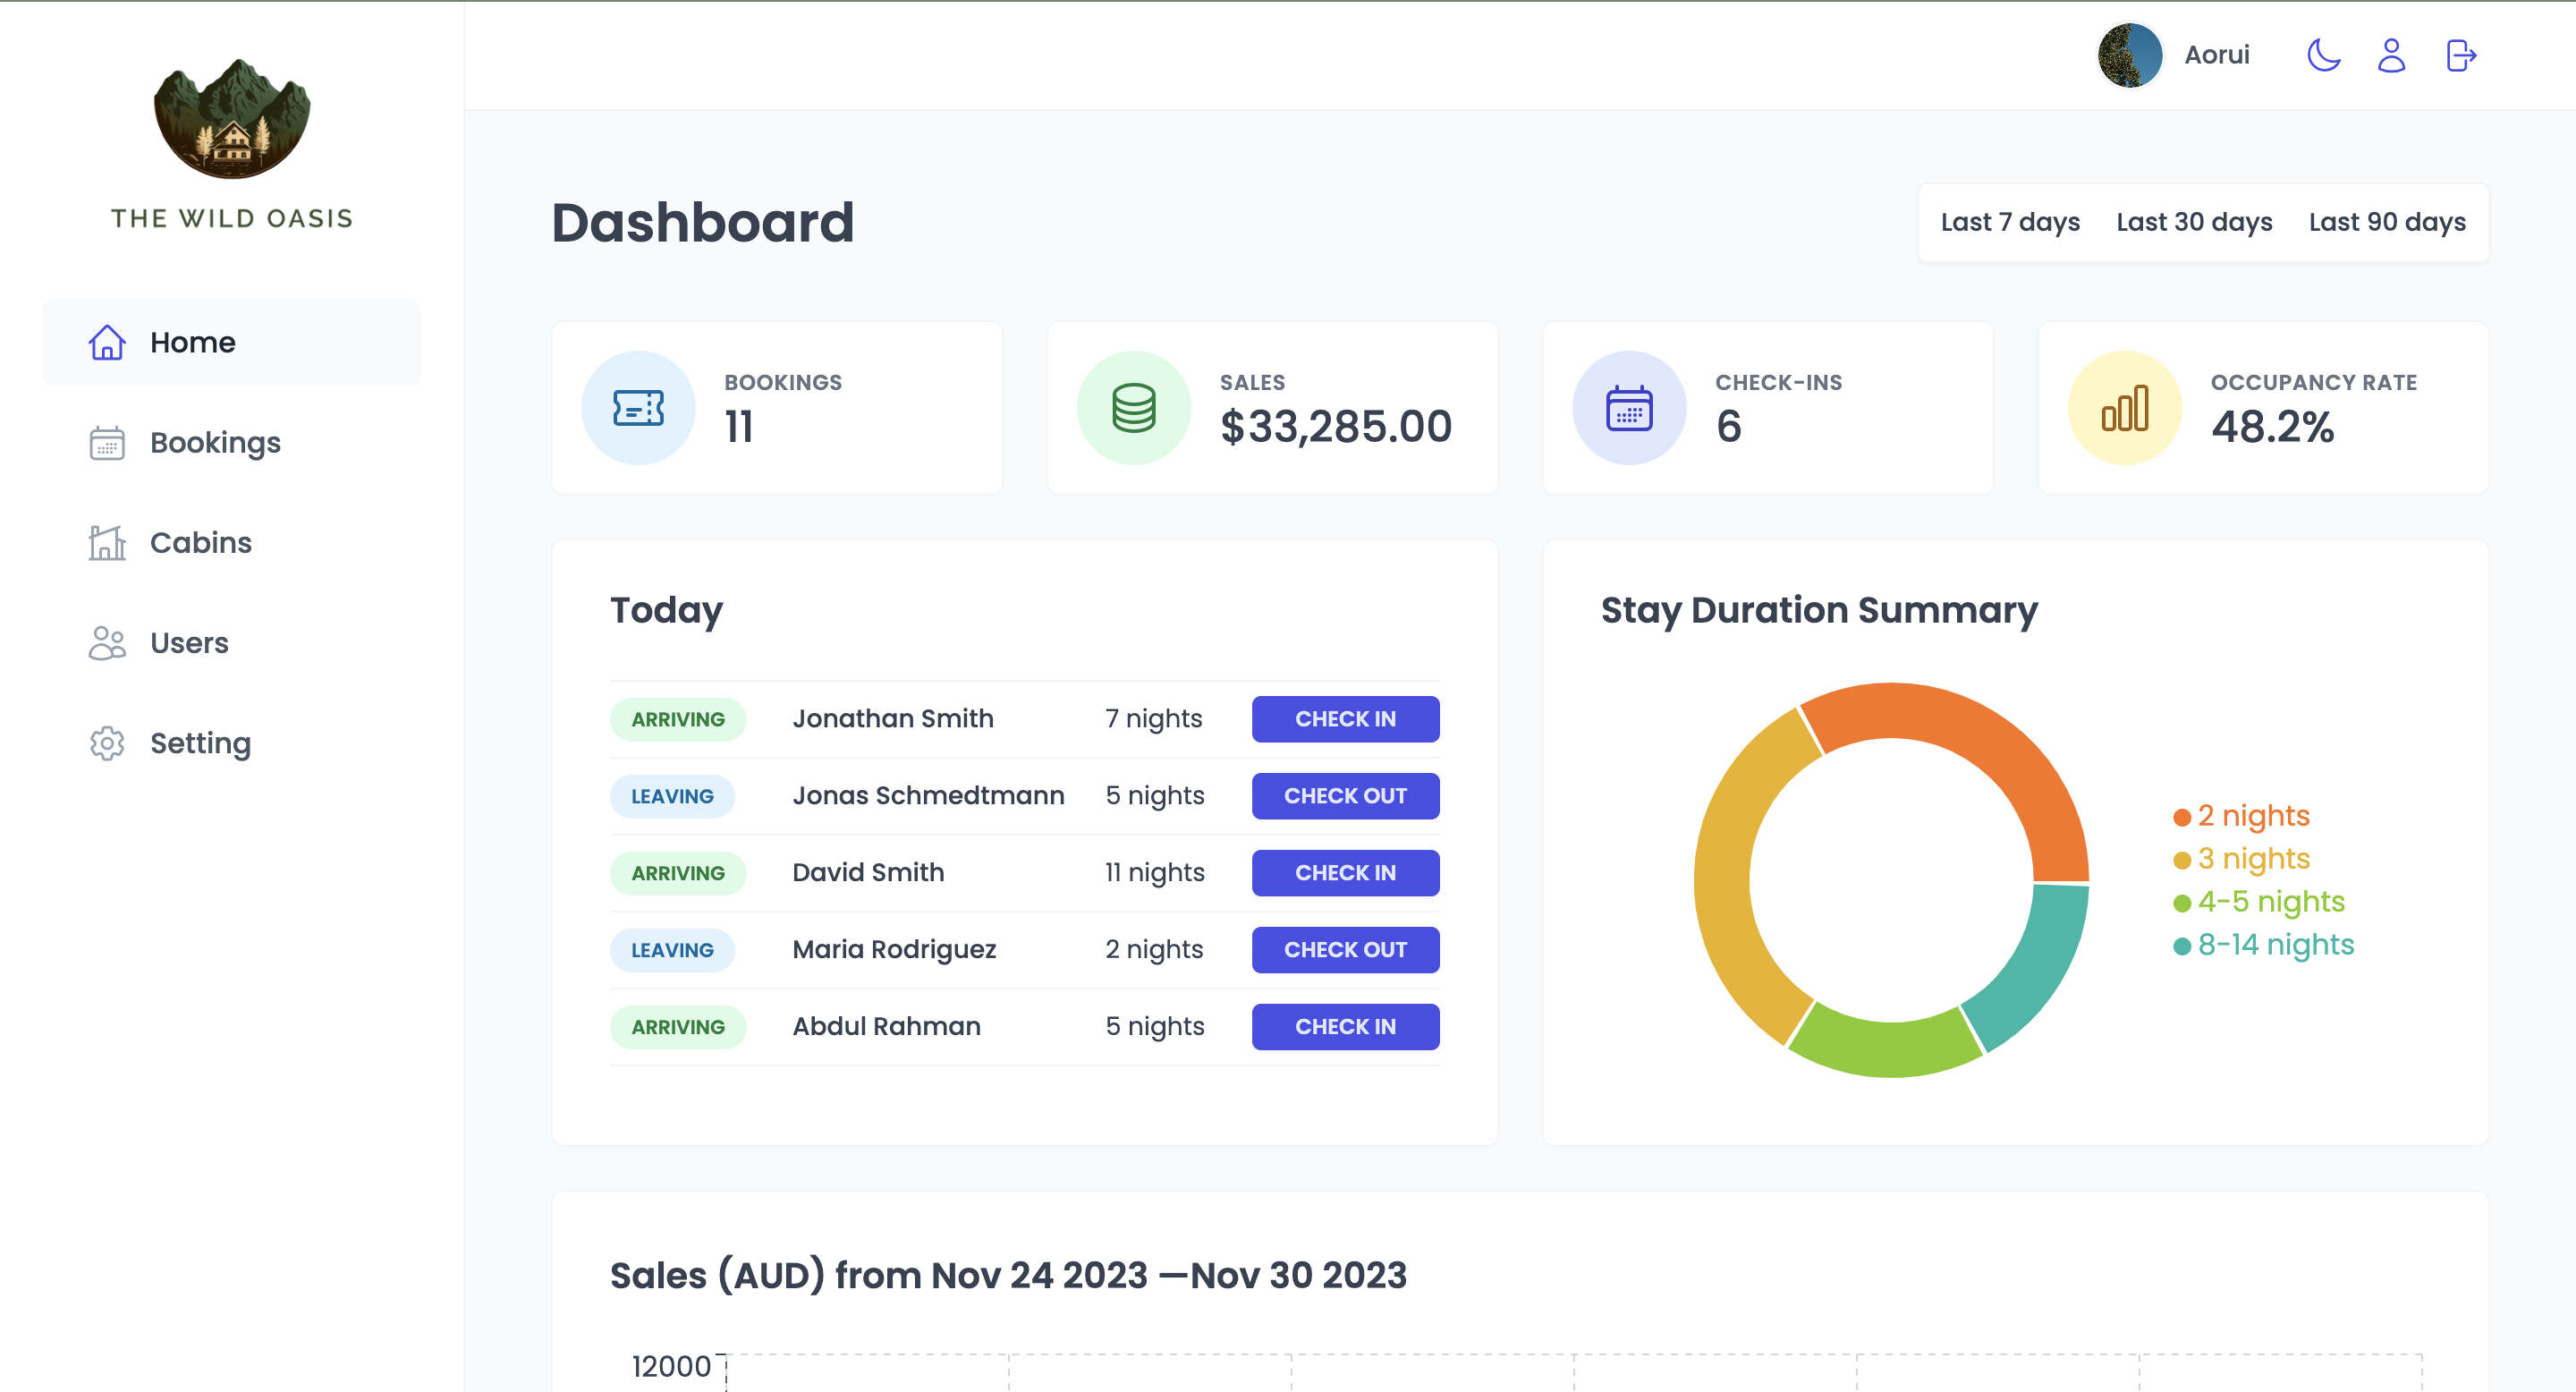 THE WILD OASIS
Home
Bookings
Cabins
Users
Setting
Aorui
Dashboard
Last 7 days Last 30 days Last 90 days
BOOKINGS
11
SALES
$33,285.00
CHECK-INS
6
OCCUPANCY RATE
48.2%
Today
ARRIVING Jonathan Smith 7 nights CHECK IN
LEAVING Jonas Schmedtmann 5 nights CHECK OUT
ARRIVING David Smith 11 nights CHECK IN
LEAVING Maria Rodriguez 2 nights CHECK OUT
ARRIVING Abdul Rahman 5 nights CHECK IN
Stay Duration Summary
2 nights
3 nights
4-5 nights
8-14 nights
Sales (AUD) from Nov 24 2023 —Nov 30 2023
12000